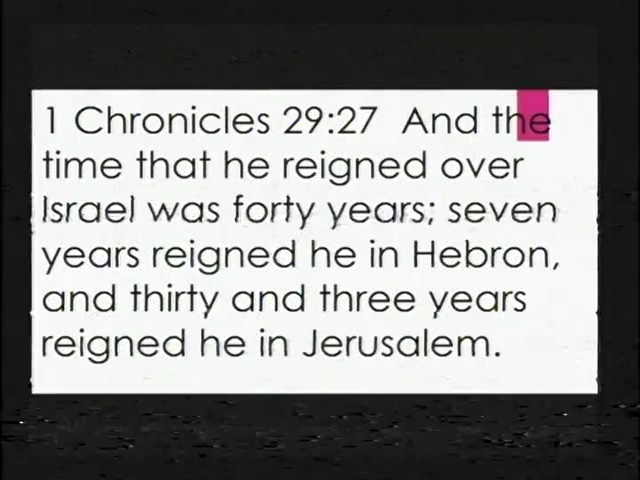 1 Chronicles 29:27  And the
time that he reigned over
Israel was forty years; seven
years reigned he in Hebron,
and thirty and three years
reigned he in Jerusalem.